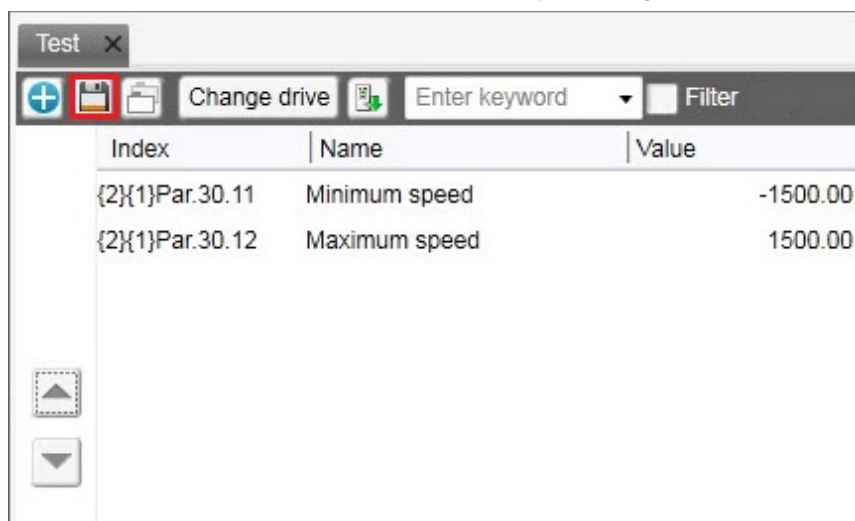 Test
Change drive Enter keyword Filter
Index Name Value
{2}{1}Par.30.11 Minimum speed -1500.00
{2}{1}Par.30.12 Maximum speed 1500.00